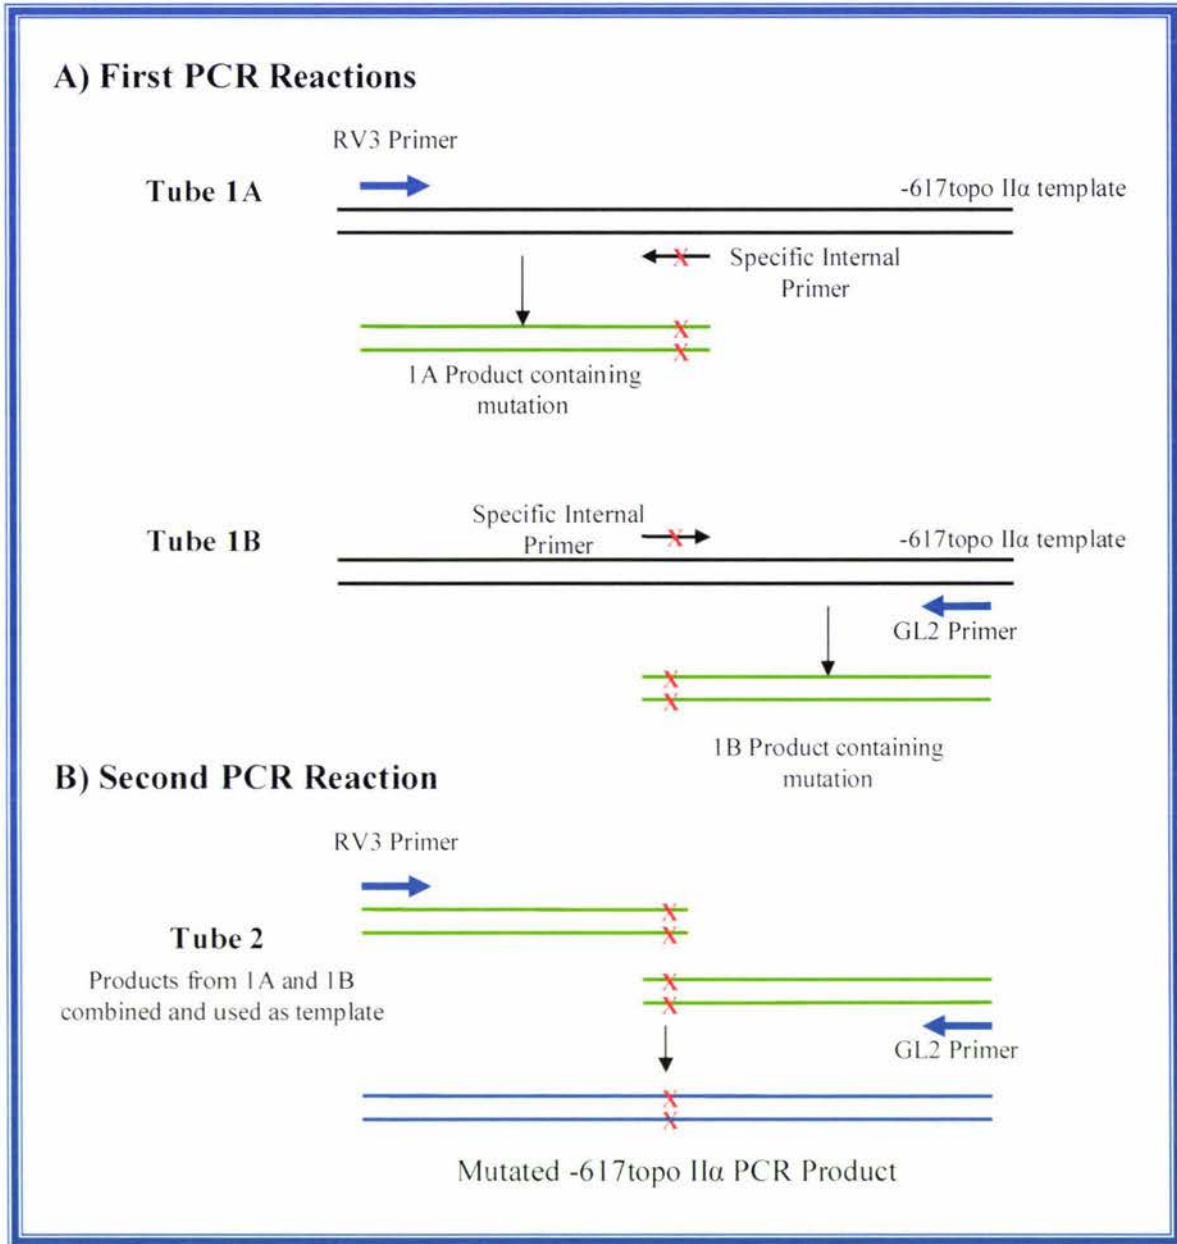 A) First PCR Reactions
RV3 Primer
Tube 1A
-617topo IIα template
X
Specific Internal
Primer
X
X
1A Product containing
mutation
Specific Internal
Primer
X
Tube 1B
-617topo IIα template
GL2 Primer
X
X
1B Product containing
mutation
B) Second PCR Reaction
RV3 Primer
X
X
Tube 2
Products from 1A and 1B
combined and used as template
X
X
GL2 Primer
X
X
Mutated -617topo IIα PCR Product